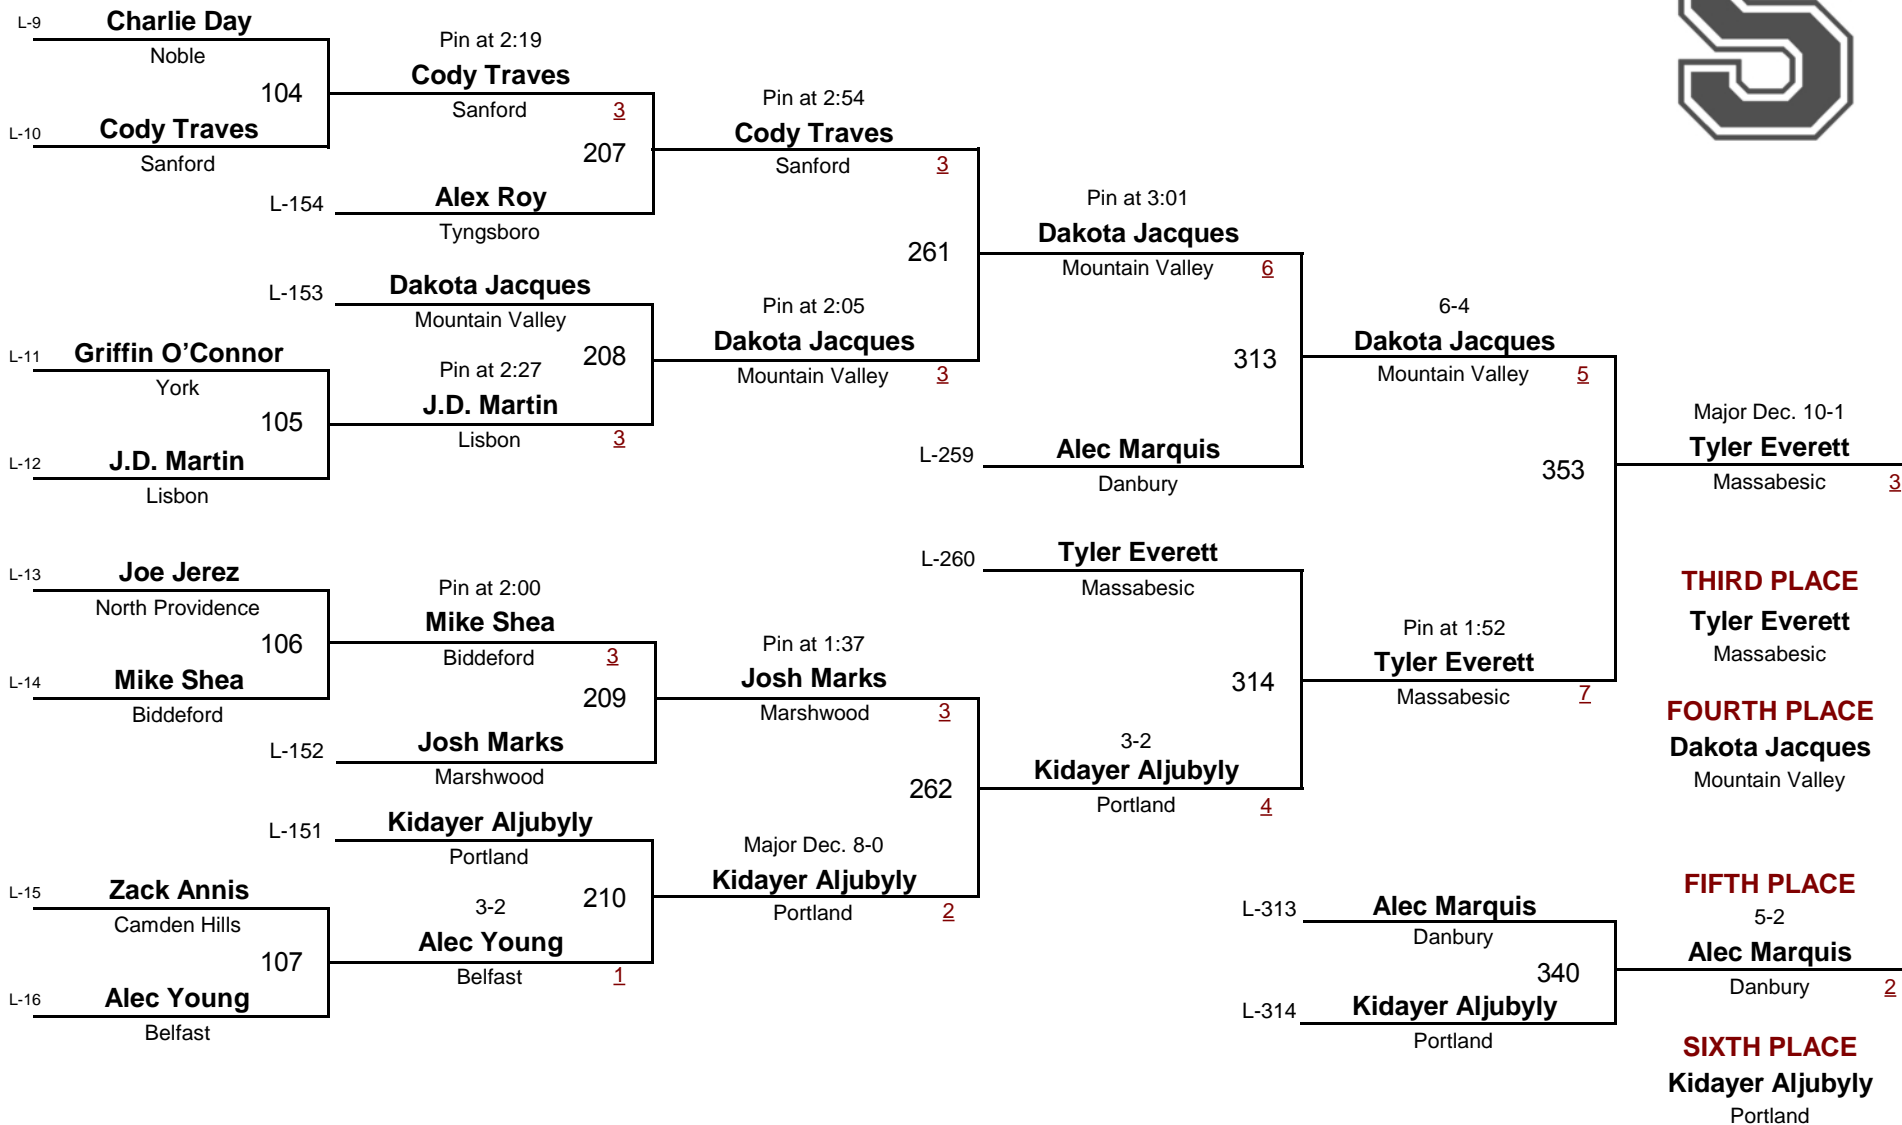 L-9
Charlie Day
Noble
104
L-10
Cody Traves
Sanford
L-11
Griffin O’Connor
York
105
L-12
J.D. Martin
Lisbon
L-13
Joe Jerez
North Providence
106
L-14
Mike Shea
Biddeford
L-15
Zack Annis
Camden Hills
107
L-16
Alec Young
Belfast
Pin at 2:19
Cody Traves
Sanford 3
207
L-154
Alex Roy
Tyngsboro
L-153
Dakota Jacques
Mountain Valley
208
Pin at 2:27
J.D. Martin
Lisbon 3
Pin at 2:00
Mike Shea
Biddeford 3
209
L-152
Josh Marks
Marshwood
L-151
Kidayer Aljubyly
Portland
210
3-2
Alec Young
Belfast 1
Pin at 2:54
Cody Traves
Sanford 3
261
Pin at 2:05
Dakota Jacques
Mountain Valley 3
Pin at 1:37
Josh Marks
Marshwood 3
262
Major Dec. 8-0
Kidayer Aljubyly
Portland 2
Pin at 3:01
Dakota Jacques
Mountain Valley 6
313
L-259
Alec Marquis
Danbury
L-260
Tyler Everett
Massabesic
314
3-2
Kidayer Aljubyly
Portland 4
6-4
Dakota Jacques
Mountain Valley 5
353
Pin at 1:52
Tyler Everett
Massabesic 7
L-313
Alec Marquis
Danbury
340
L-314
Kidayer Aljubyly
Portland
S
Major Dec. 10-1
Tyler Everett
Massabesic 3
THIRD PLACE
Tyler Everett
Massabesic
FOURTH PLACE
Dakota Jacques
Mountain Valley
FIFTH PLACE
5-2
Alec Marquis
Danbury 2
SIXTH PLACE
Kidayer Aljubyly
Portland